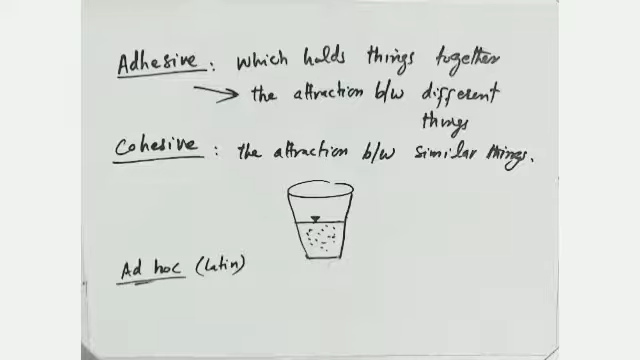 Adhesive : which holds things together
the attraction b/w different
things
Cohesive : the attraction b/w similar things.
Ad hoc (latin)